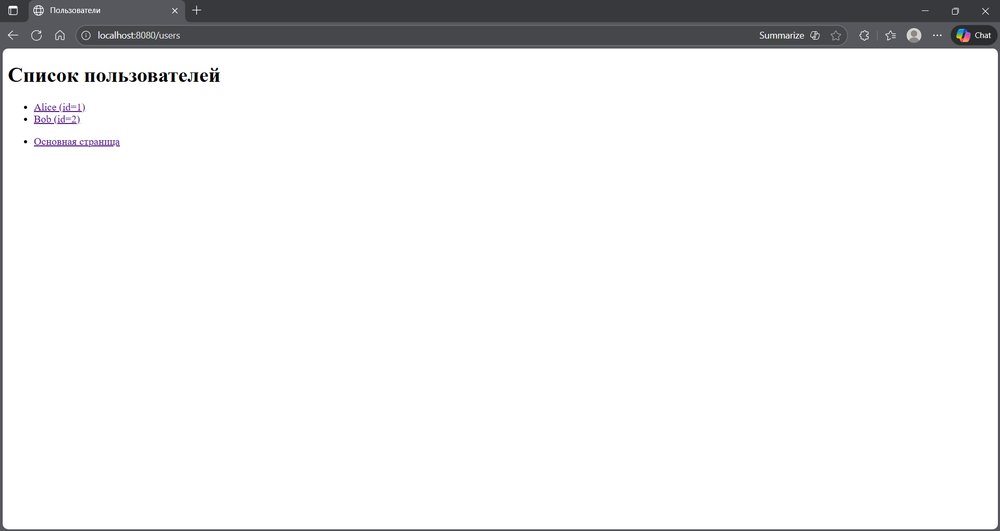 Пользователи
localhost:8080/users
Summarize
Chat
Список пользователей
Alice (id=1)
Bob (id=2)
Основная страница